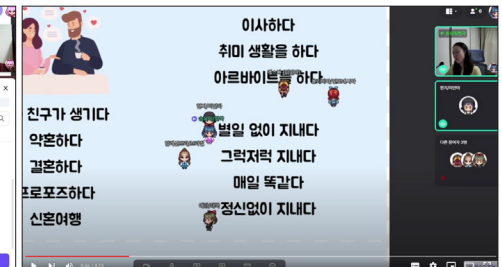 이사하다
취미 생활을 하다
아르바이트를 하다
친구가 생기다
약혼하다
결혼하다
프로포즈하다
신혼여행
별일 없이 지내다
그럭저럭 지내다
매일 똑같다
정신없이 지내다